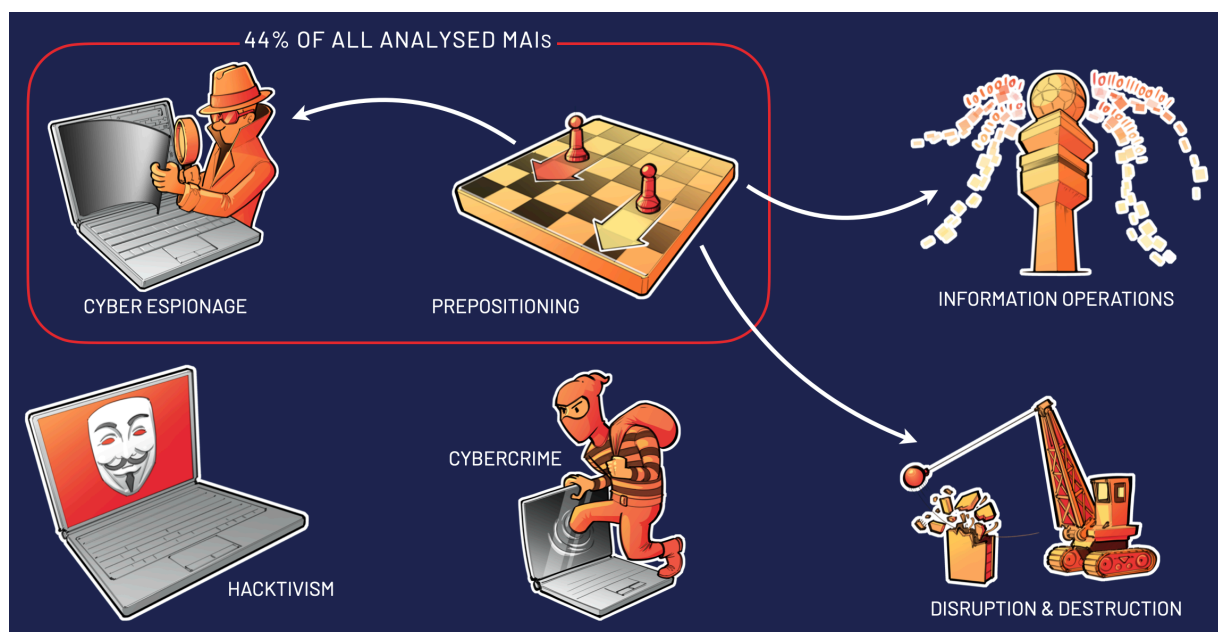 44% OF ALL ANALYSED MAIs
CYBER ESPIONAGE
PREPOSITIONING
INFORMATION OPERATIONS
CYBERCRIME
HACKTIVISM
DISRUPTION & DESTRUCTION